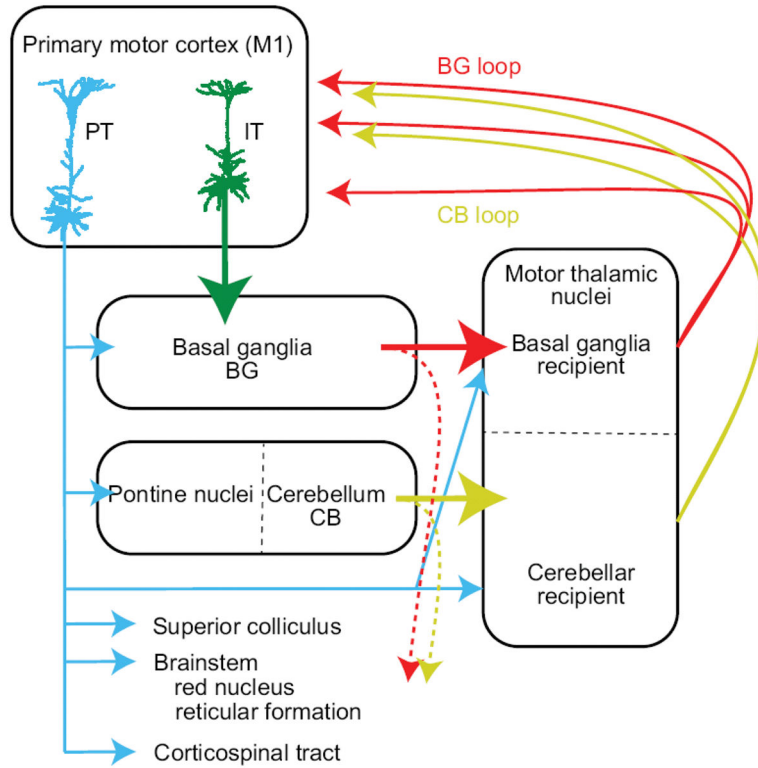 Primary motor cortex (M1)
PT
IT
BG loop
CB loop
Motor thalamic
nuclei
Basal ganglia
recipient
Basal ganglia
BG
Pontine nuclei
Cerebellum
CB
Cerebellar
recipient
Superior colliculus
Brainstem
red nucleus
reticular formation
Corticospinal tract